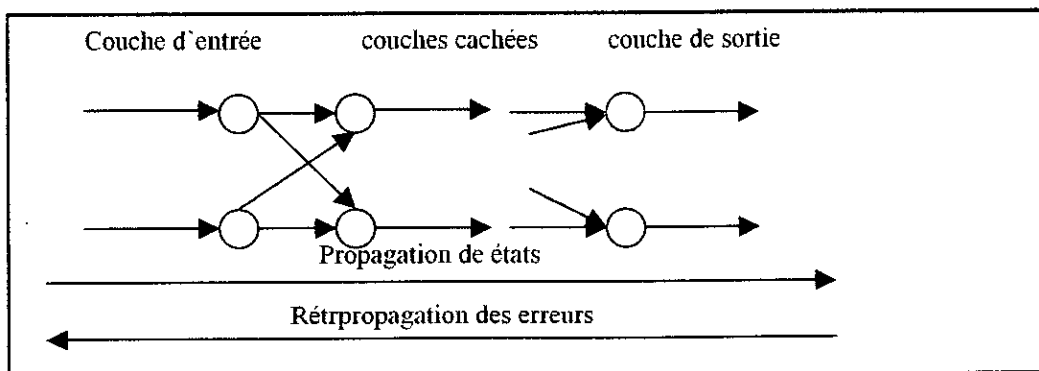 Couche d`entrée couches cachées couche de sortie
Propagation de états
Rétrpropagation des erreurs